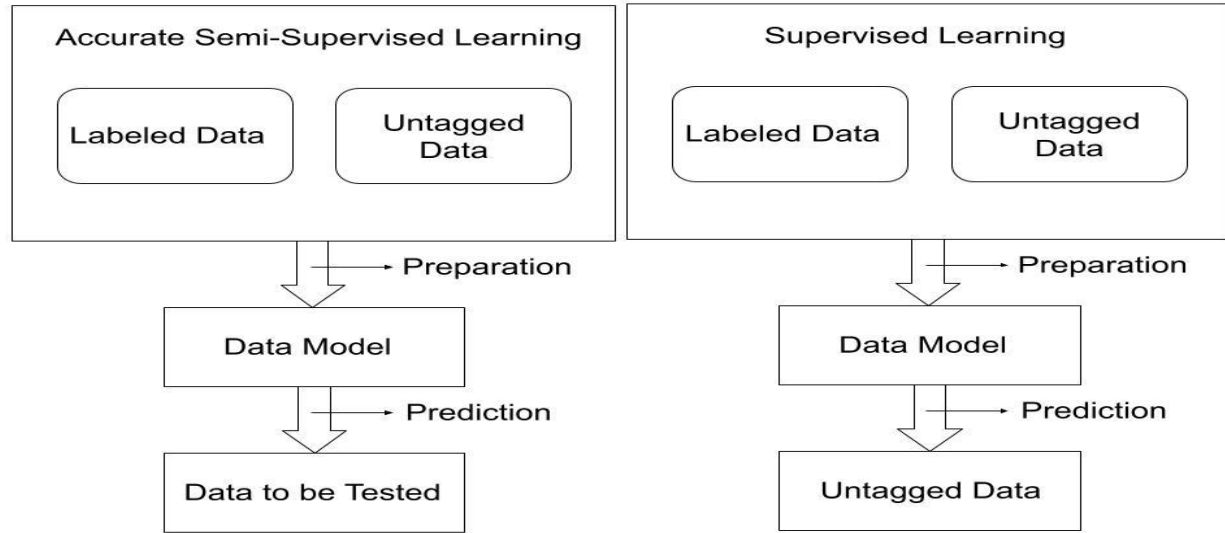 Accurate Semi-Supervised Learning
Labeled Data
Untagged
Data
Preparation
Data Model
Prediction
Data to be Tested
Supervised Learning
Labeled Data
Untagged
Data
Preparation
Data Model
Prediction
Untagged Data